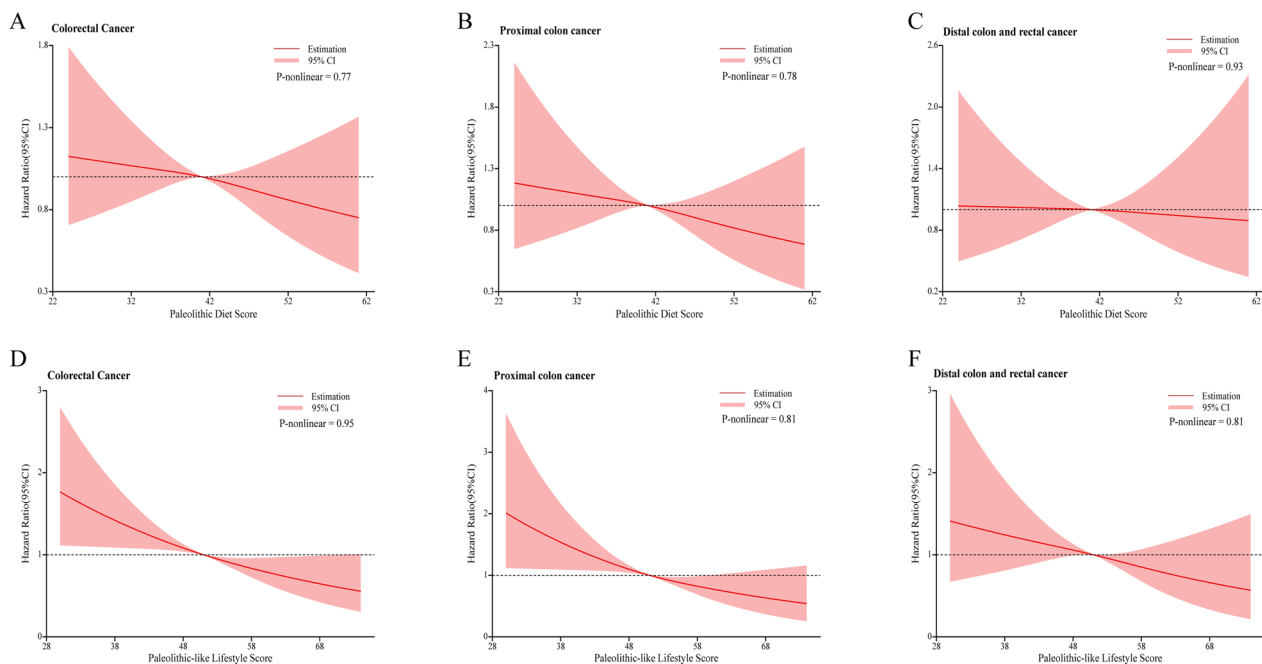 A
Colorectal Cancer
Estimation
95% CI
P-nonlinear = 0.77
Hazard Ratio(95%CI)
1.8
1.3
0.8
0.3
22 32 42 52 62
Paleolithic Diet Score
B
Proximal colon cancer
Estimation
95% CI
P-nonlinear = 0.78
Hazard Ratio(95%CI)
2.3
1.8
1.3
0.8
0.3
22 32 42 52 62
Paleolithic Diet Score
C
Distal colon and rectal cancer
Estimation
95% CI
P-nonlinear = 0.93
Hazard Ratio(95%CI)
2.6
2.0
1.4
0.8
0.2
22 32 42 52 62
Paleolithic Diet Score
D
Colorectal Cancer
Estimation
95% CI
P-nonlinear = 0.95
Hazard Ratio(95%CI)
3
2
1
0
28 38 48 58 68
Paleolithic-like Lifestyle Score
E
Proximal colon cancer
Estimation
95% CI
P-nonlinear = 0.81
Hazard Ratio(95%CI)
4
3
2
1
0
28 38 48 58 68
Paleolithic-like Lifestyle Score
F
Distal colon and rectal cancer
Estimation
95% CI
P-nonlinear = 0.81
Hazard Ratio(95%CI)
3
2
1
0
28 38 48 58 68
Paleolithic-like Lifestyle Score